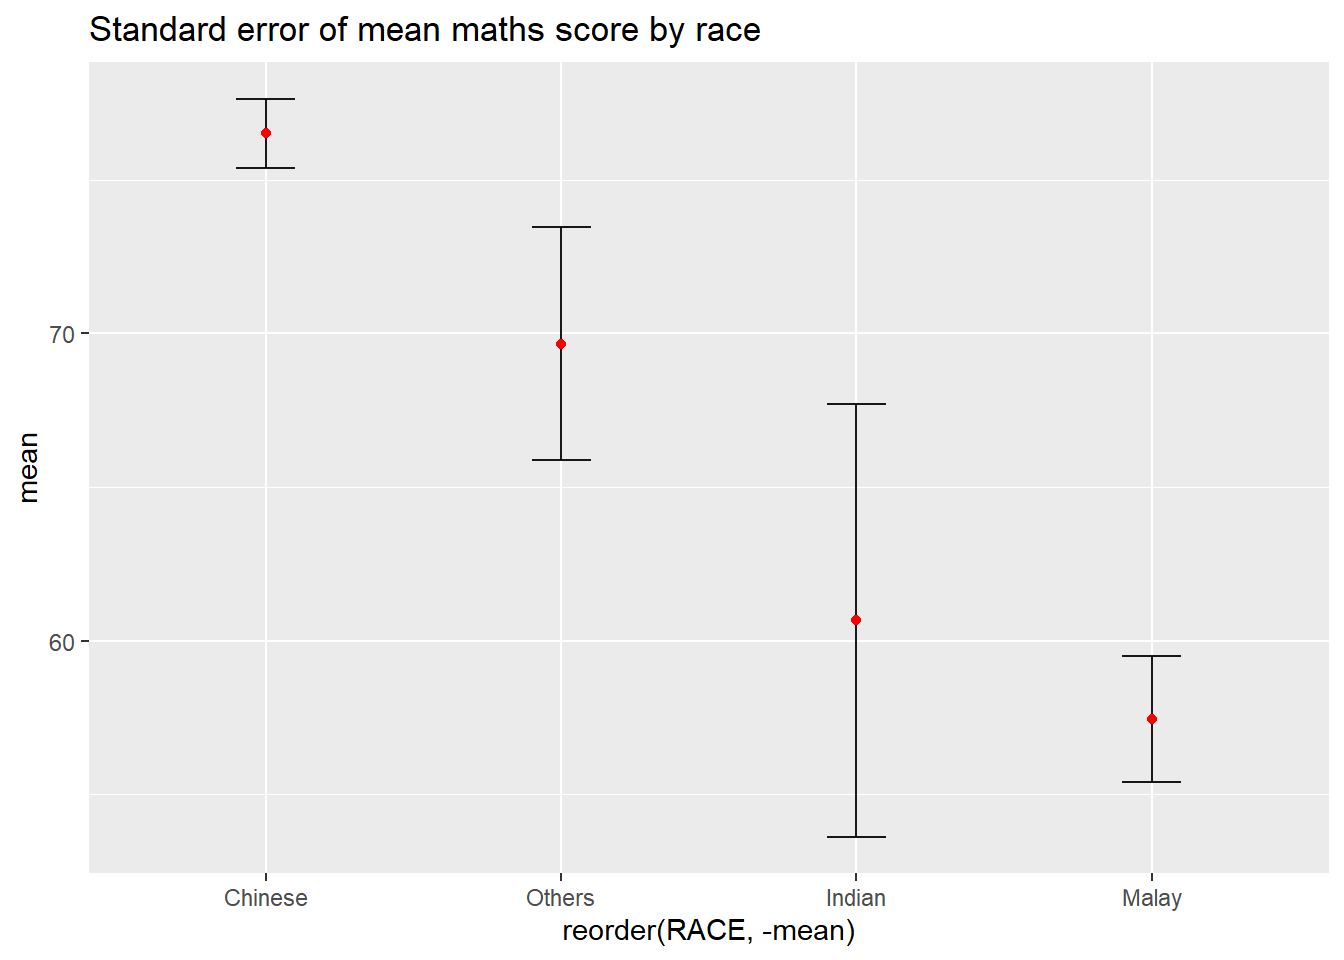 Standard error of mean maths score by race
mean
70
60
Chinese Others Indian Malay
reorder(RACE, -mean)